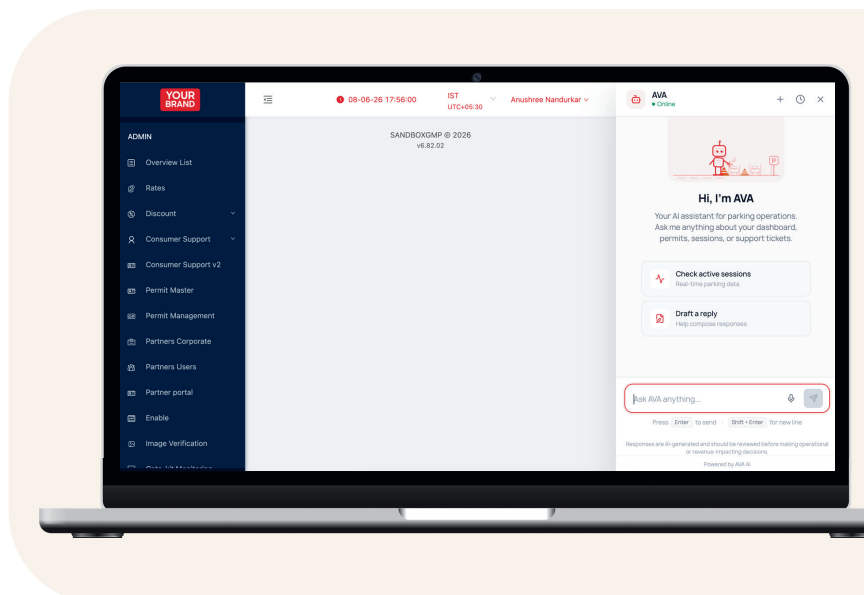 YOUR
BRAND
ADMIN
Overview List
Rates
Discount
Consumer Support
Consumer Support v2
Permit Master
Permit Management
Partners Corporate
Partners Users
Partner portal
Enable
Image Verification
08-06-26 17:56:00
IST
UTC+05:30
Anushree Nandurkar
SANDBOXGMP © 2026
v6.82.02
AVA
Online
P
Hi, I'm AVA
Your AI assistant for parking operations.
Ask me anything about your dashboard,
permits, sessions, or support tickets.
Check active sessions
Real-time parking data
Draft a reply
Help compose responses
Ask AVA anything...
Press Enter to send · Shift + Enter for new line
Responses are AI-generated and should be reviewed before making operational
or revenue-impacting decisions.
Powered by AVA AI